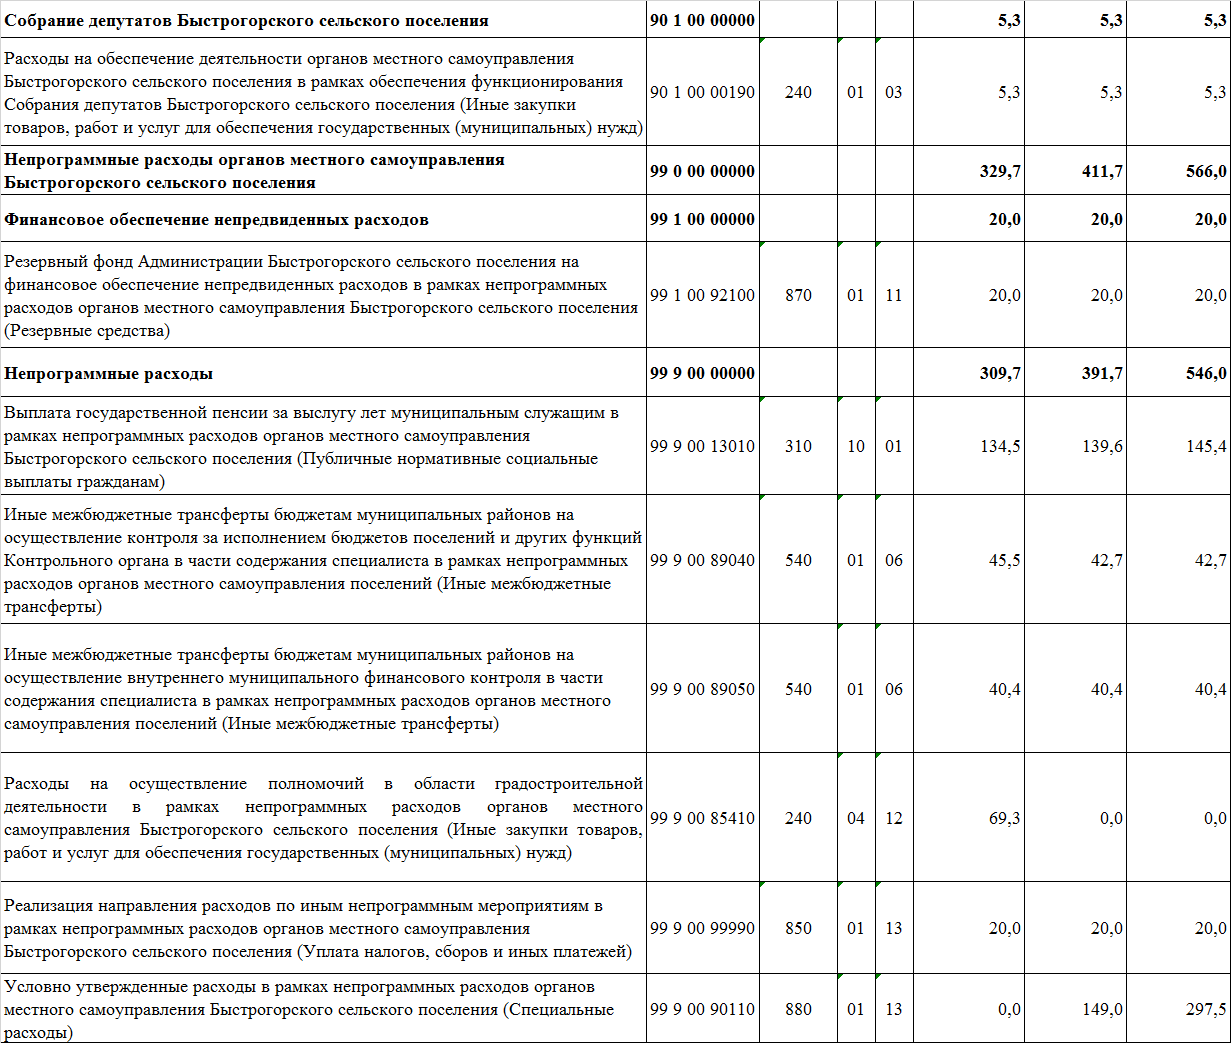 Собрание депутатов Быстрогорского сельского поселения 90 1 00 00000 5,3 5,3 5,3
Расходы на обеспечение деятельности органов местного самоуправления
Быстрогорского сельского поселения в рамках обеспечения функционирования
Собрания депутатов Быстрогорского сельского поселения (Иные закупки
товаров, работ и услуг для обеспечения государственных (муниципальных) нужд)
90 1 00 00190 240 01 03 5,3 5,3 5,3
Непрограммные расходы органов местного самоуправления
Быстрогорского сельского поселения
99 0 00 00000 329,7 411,7 566,0
Финансовое обеспечение непредвиденных расходов 99 1 00 00000 20,0 20,0 20,0
Резервный фонд Администрации Быстрогорского сельского поселения на
финансовое обеспечение непредвиденных расходов в рамках непрограммных
расходов органов местного самоуправления Быстрогорского сельского поселения
(Резервные средства)
99 1 00 92100 870 01 11 20,0 20,0 20,0
Непрограммные расходы 99 9 00 00000 309,7 391,7 546,0
Выплата государственной пенсии за выслугу лет муниципальным служащим в
рамках непрограммных расходов органов местного самоуправления
Быстрогорского сельского поселения (Публичные нормативные социальные
выплаты гражданам)
99 9 00 13010 310 10 01 134,5 139,6 145,4
Иные межбюджетные трансферты бюджетам муниципальных районов на
осуществление контроля за исполнением бюджетов поселений и других функций
Контрольного органа в части содержания специалиста в рамках непрограммных
расходов органов местного самоуправления поселений (Иные межбюджетные
трансферты)
99 9 00 89040 540 01 06 45,5 42,7 42,7
Иные межбюджетные трансферты бюджетам муниципальных районов на
осуществление внутреннего муниципального финансового контроля в части
содержания специалиста в рамках непрограммных расходов органов местного
самоуправления поселений (Иные межбюджетные трансферты)
99 9 00 89050 540 01 06 40,4 40,4 40,4
Расходы на осуществление полномочий в области градостроительной
деятельности в рамках непрограммных расходов органов местного
самоуправления Быстрогорского сельского поселения (Иные закупки товаров,
работ и услуг для обеспечения государственных (муниципальных) нужд)
99 9 00 85410 240 04 12 69,3 0,0 0,0
Реализация направления расходов по иным непрограммным мероприятиям в
рамках непрограммных расходов органов местного самоуправления
Быстрогорского сельского поселения (Уплата налогов, сборов и иных платежей)
99 9 00 99990 850 01 13 20,0 20,0 20,0
Условно утвержденные расходы в рамках непрограммных расходов органов
местного самоуправления Быстрогорского сельского поселения (Специальные
расходы)
99 9 00 90110 880 01 13 0,0 149,0 297,5